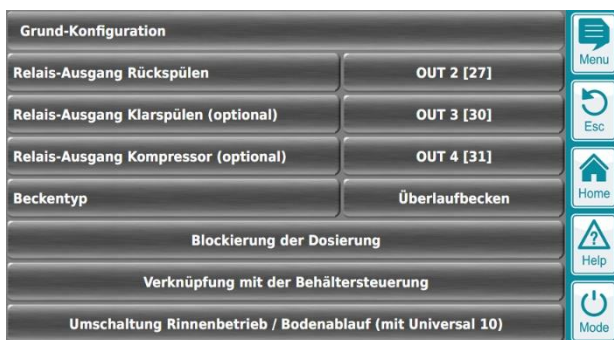 Grund-Konfiguration
Relais-Ausgang Rückspülen OUT 2 [27]
Relais-Ausgang Klarspülen (optional) OUT 3 [30]
Relais-Ausgang Kompressor (optional) OUT 4 [31]
Beckentyp Überlaufbecken
Blockierung der Dosierung
Verknüpfung mit der Behältersteuerung
Umschaltung Rinnenbetrieb / Bodenablauf (mit Universal 10)
Menu
Esc
Home
Help
Mode